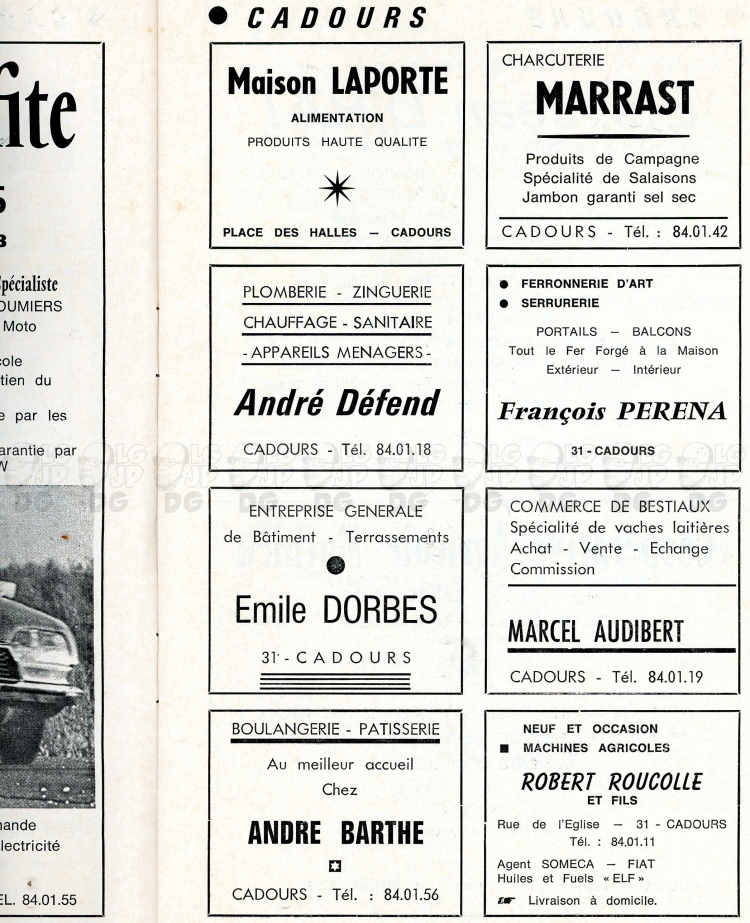 ● CADOURS
Maison LAPORTE
ALIMENTATION
PRODUITS HAUTE QUALITE
PLACE DES HALLES — CADOURS
CHARCUTERIE
MARRAST
Produits de Campagne
Spécialité de Salaisons
Jambon garanti sel sec
CADOURS - Tél. : 84.01.42
PLOMBERIE - ZINGUERIE
CHAUFFAGE - SANITAIRE
- APPAREILS MENAGERS -
André Défend
CADOURS - Tél. 84.01.18
● FERRONNERIE D'ART
● SERRURERIE
PORTAILS — BALCONS
Tout le Fer Forgé à la Maison
Extérieur — Intérieur
François PERENA
31 - CADOURS
ENTREPRISE GENERALE
de Bâtiment - Terrassements
Emile DORBES
31 - CADOURS
COMMERCE DE BESTIAUX
Spécialité de vaches laitières
Achat - Vente - Echange
Commission
MARCEL AUDIBERT
CADOURS - Tél. 84.01.19
BOULANGERIE - PATISSERIE
Au meilleur accueil
Chez
ANDRE BARTHE
CADOURS - Tél. : 84.01.56
NEUF ET OCCASION
■ MACHINES AGRICOLES
ROBERT ROUCOLLE
ET FILS
Rue de l'Eglise — 31 - CADOURS
Tél. : 84.01.11
Agent SOMECA — FIAT
Huiles et Fuels « ELF »
☛ Livraison à domicile.
Spécialiste
Moto
tien du
par les
arantie par
W
EL. 84.01.55
LG JP DG